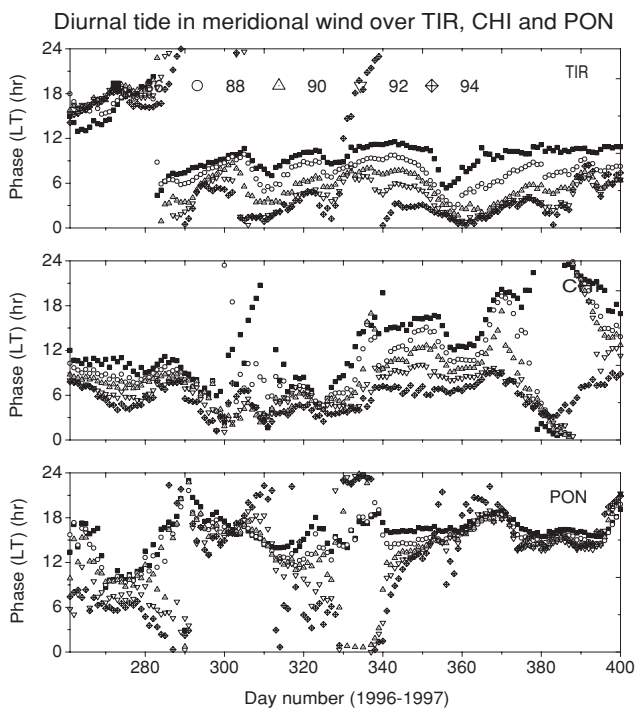 Diurnal tide in meridional wind over TIR, CHI and PON
24
18
12
6
0
Phase (LT) (hr)
88 90 92 94
TIR
24
18
12
6
0
Phase (LT) (hr)
24
18
12
6
0
Phase (LT) (hr)
PON
280 300 320 340 360 380 400
Day number (1996-1997)